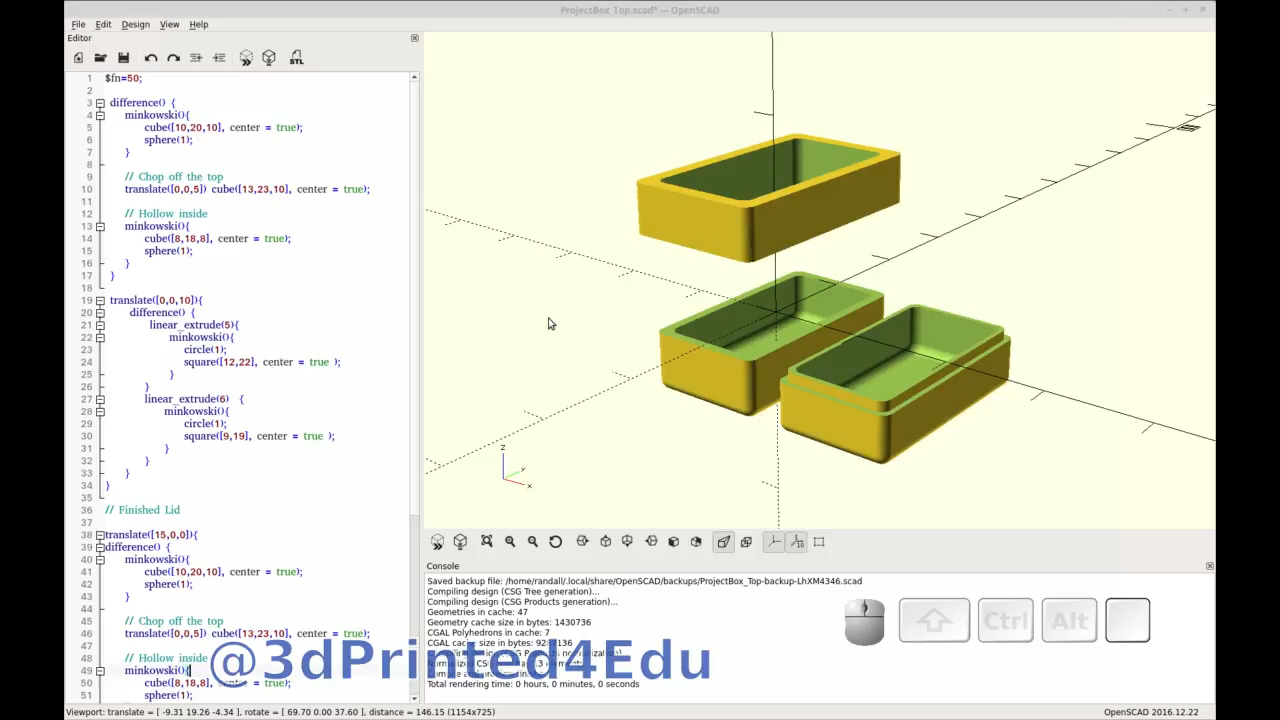 ProjectBox Top.scad* — OpenSCAD
File Edit Design View Help
Editor
STL
1 $fn=50;
2
3 difference() {
4 minkowski(){
5 cube([10,20,10], center = true);
6 sphere(1);
7 }
8
9 // Chop off the top
10 translate([0,0,5]) cube([13,23,10], center = true);
11
12 // Hollow inside
13 minkowski(){
14 cube([8,18,8], center = true);
15 sphere(1);
16 }
17 }
18
19 translate([0,0,10]){
20 difference() {
21 linear_extrude(5){
22 minkowski(){
23 circle(1);
24 square([12,22], center = true );
25 }
26 }
27 linear_extrude(6) {
28 minkowski(){
29 circle(1);
30 square([9,19], center = true );
31 }
32 }
33 }
34 }
35
36 // Finished Lid
37
38 translate([15,0,0]){
39 difference() {
40 minkowski(){
41 cube([10,20,10], center = true);
42 sphere(1);
43 }
44
45 // Chop off the top
46 translate([0,0,5]) cube([13,23,10], center = true);
47
48 // Hollow inside
49 minkowski(){
50 cube([8,18,8], center = true);
51 sphere(1);
z
y
x
10
Console
Saved backup file: /home/randall/.local/share/OpenSCAD/backups/ProjectBox_Top-backup-LhXM4346.scad
Compiling design (CSG Tree generation)...
Compiling design (CSG Products generation)...
Geometries in cache: 47
Geometry cache size in bytes: 1430736
CGAL Polyhedrons in cache: 7
CGAL cache size in bytes:
Total rendering time: 0 hours, 0 minutes, 0 seconds
Ctrl Alt
@3dPrinted4Edu
Viewport: translate = [ -9.31 19.26 -4.34 ], rotate = [ 69.70 0.00 37.60 ], distance = 146.15 (1154x725)
OpenSCAD 2016.12.22